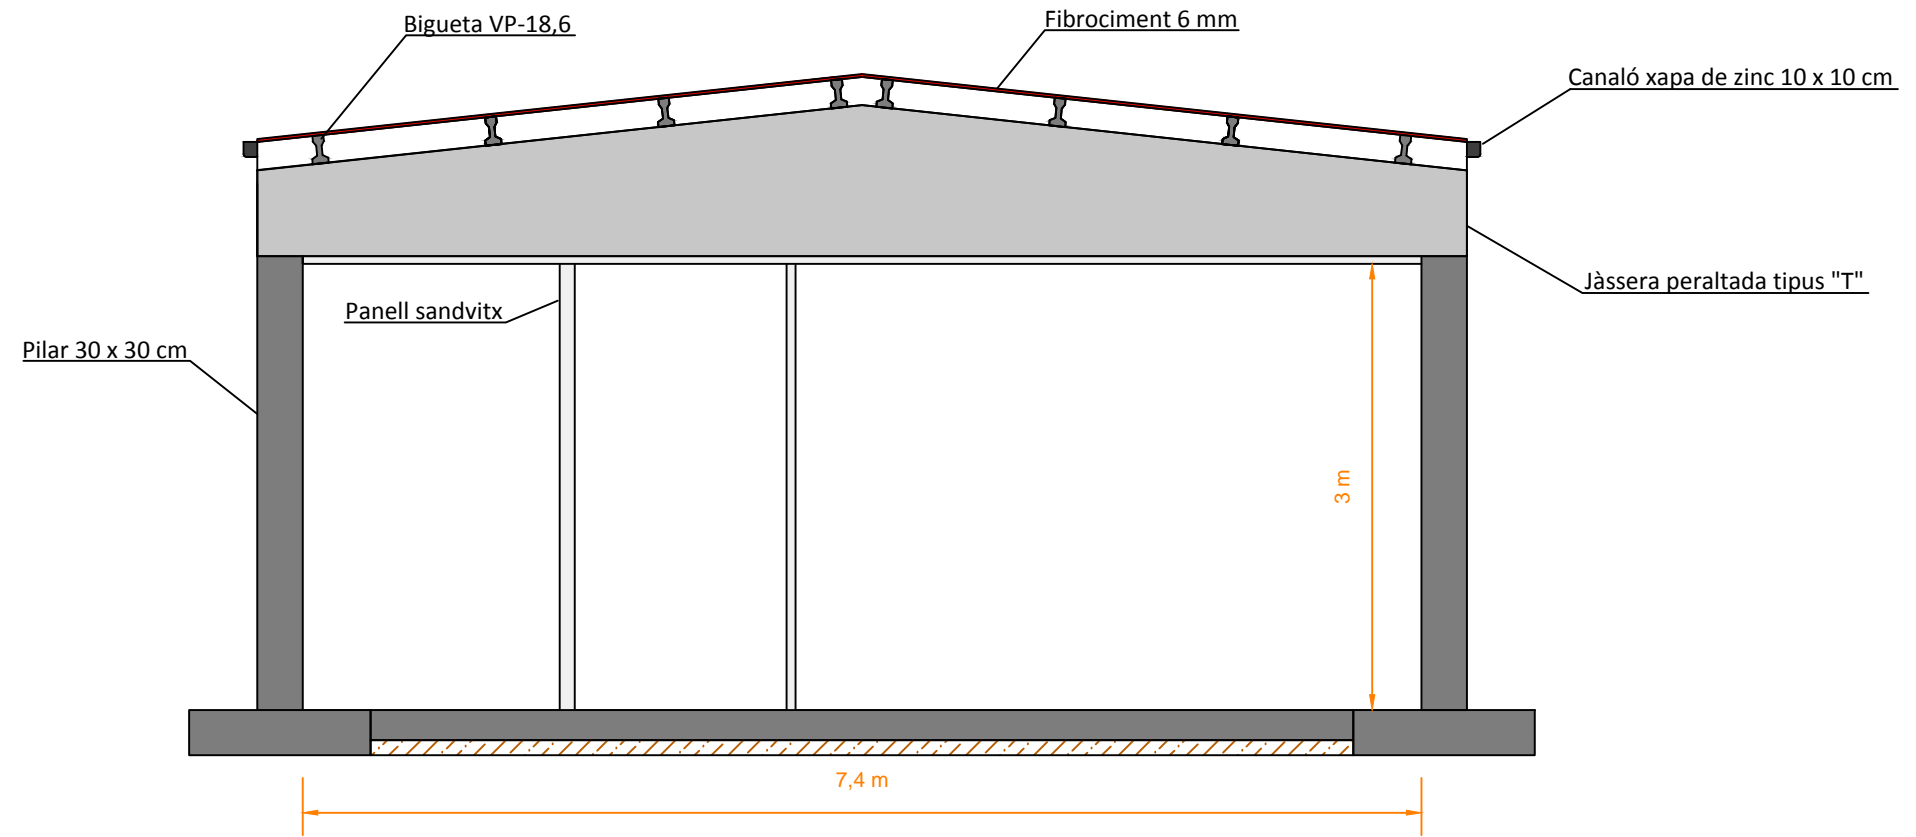 Bigueta VP-18,6
Fibrociment 6 mm
Canaló xapa de zinc 10 x 10 cm
Jàssera peraltada tipus "T"
Panell sandvitx
Pilar 30 x 30 cm
3 m
7,4 m